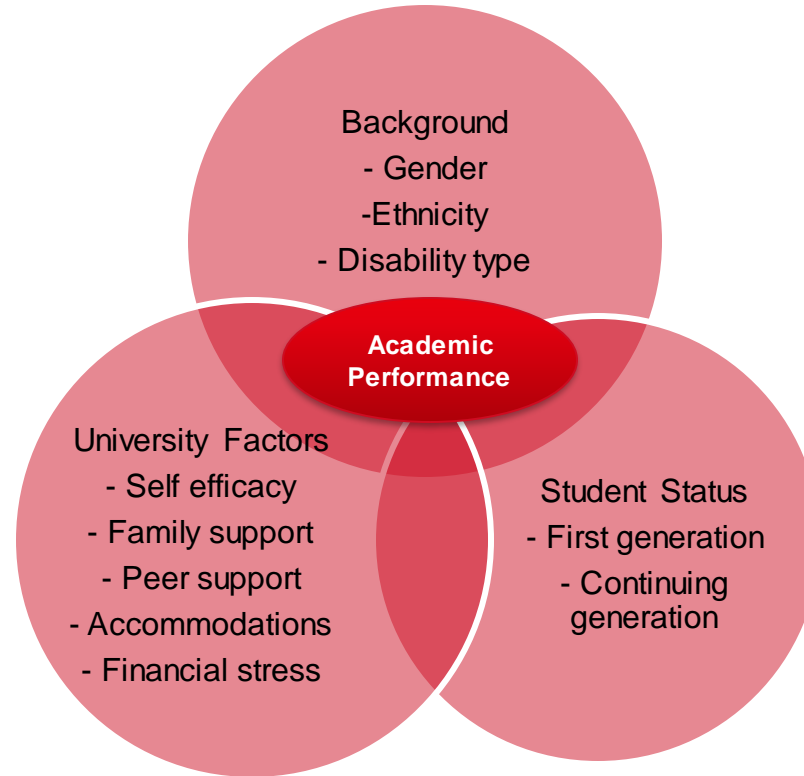 Background
- Gender
-Ethnicity
- Disability type
Academic
Performance
University Factors
- Self efficacy
- Family support
- Peer support
- Accommodations
- Financial stress
Student Status
- First generation
- Continuing
generation